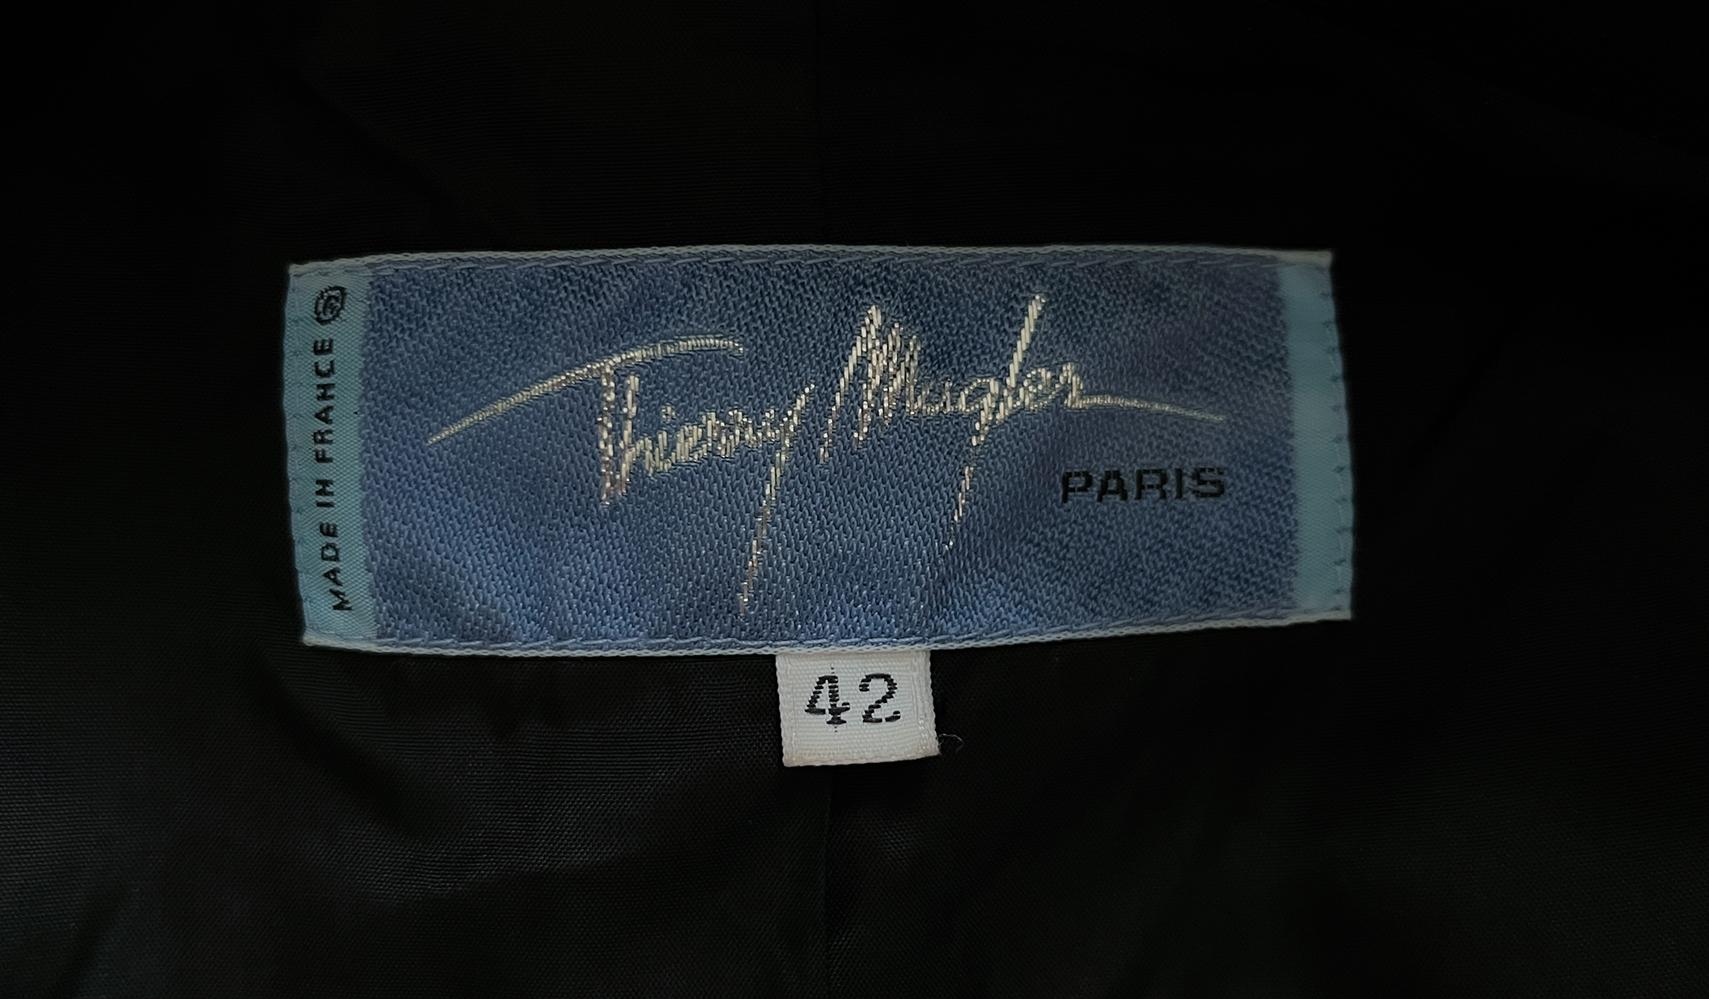 Thierry Mugler
PARIS
MADE IN FRANCE ®
42